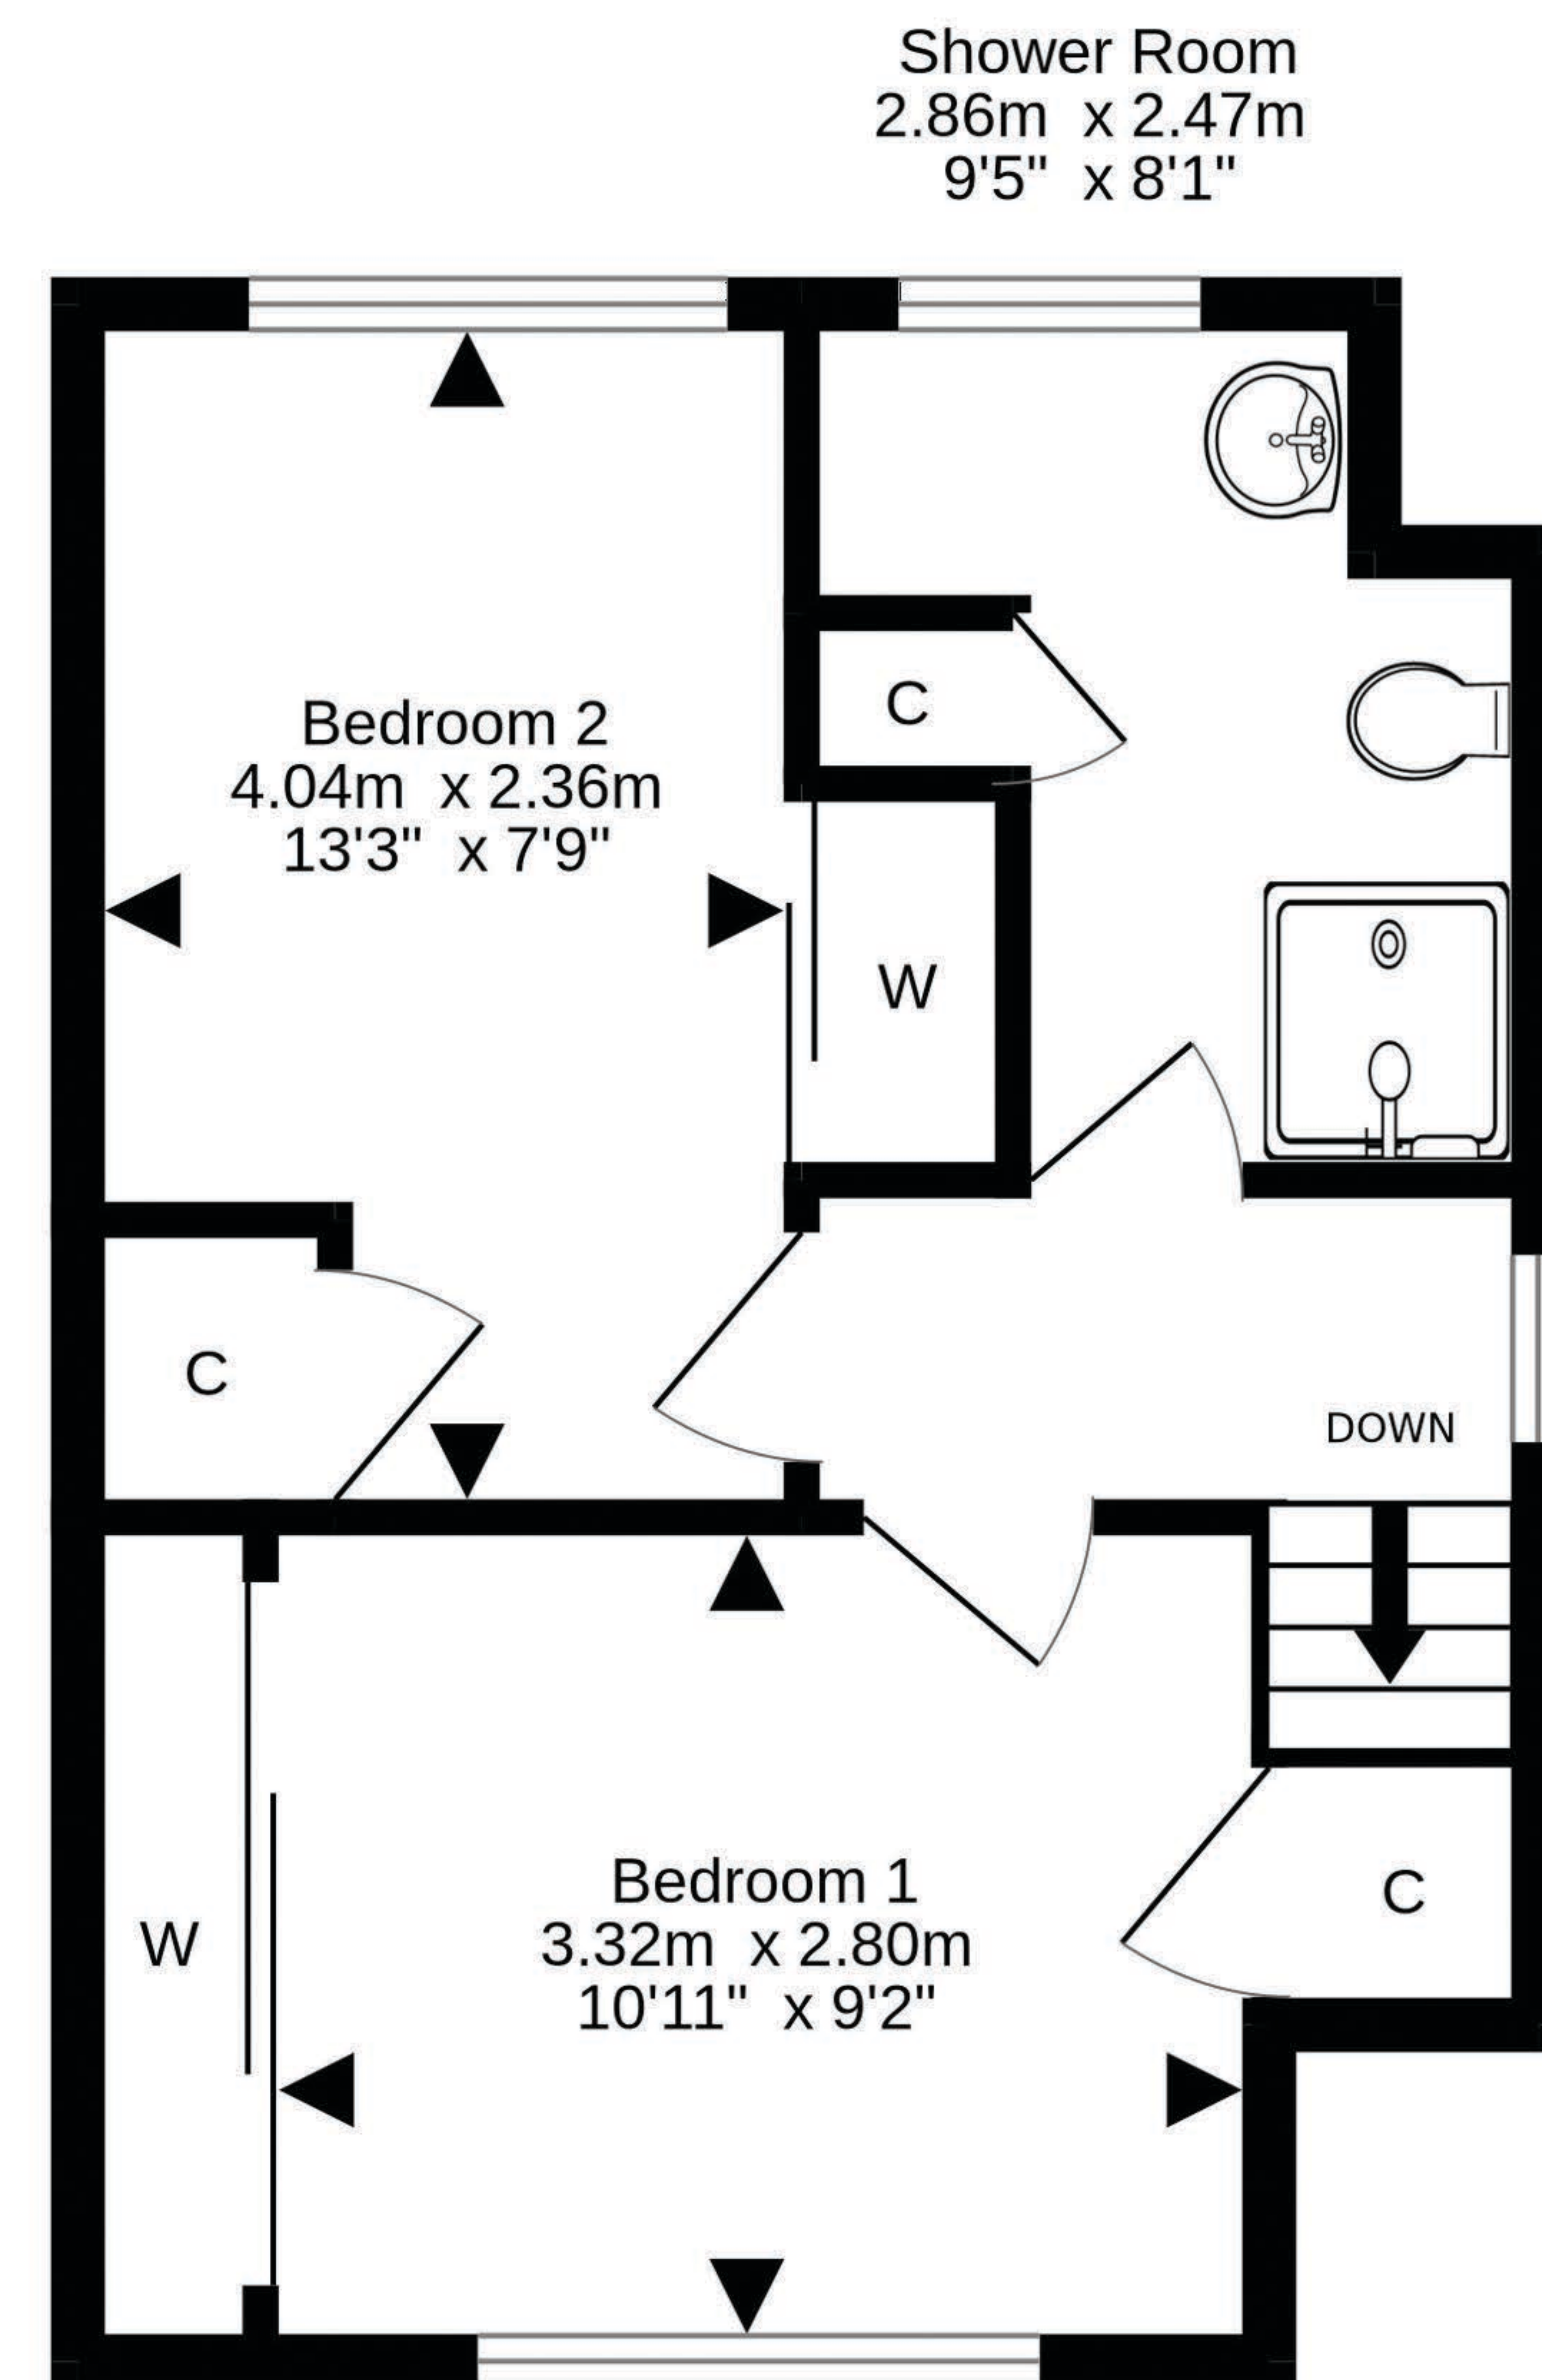 Shower Room
2.86m x 2.47m
9'5" x 8'1"
Bedroom 2
4.04m x 2.36m
13'3" x 7'9"
C
W
C
DOWN
Bedroom 1
3.32m x 2.80m
10'11" x 9'2"
W
C